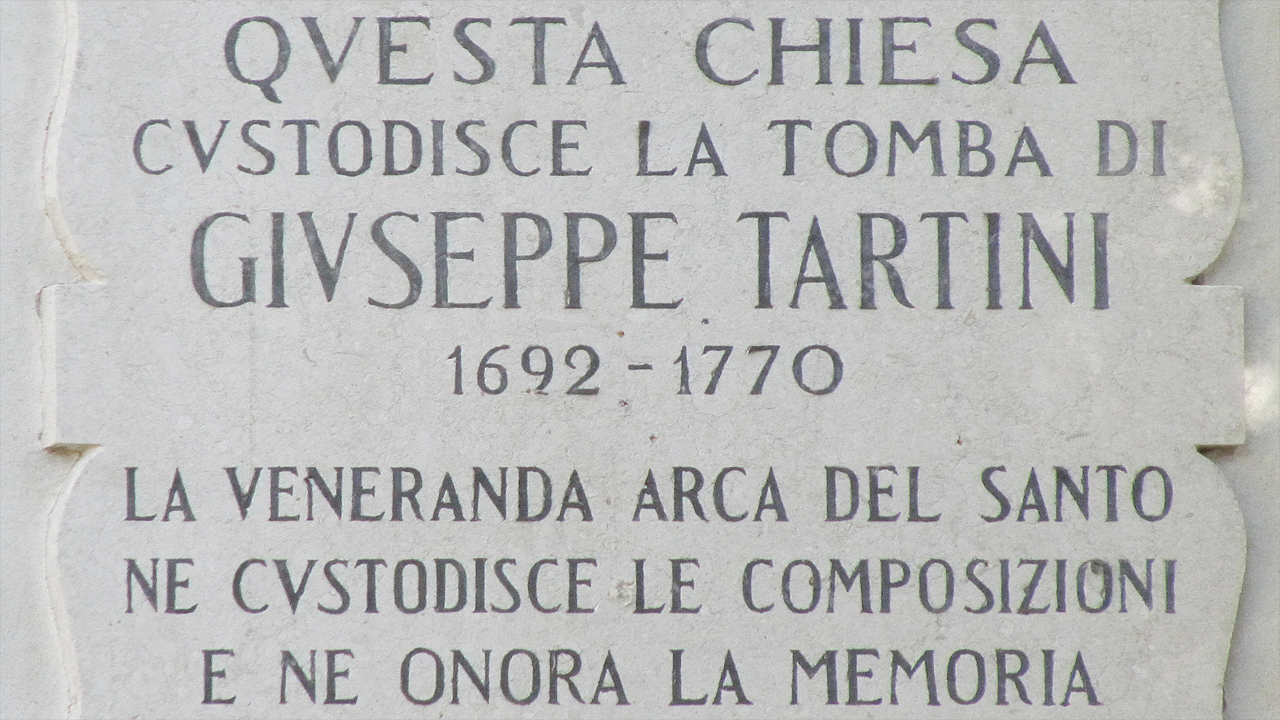 QVESTA CHIESA
CVSTODISCE LA TOMBA DI
GIVSEPPE TARTINI
1692 - 1770
LA VENERANDA ARCA DEL SANTO
NE CVSTODISCE LE COMPOSIZIONI
E NE ONORA LA MEMORIA